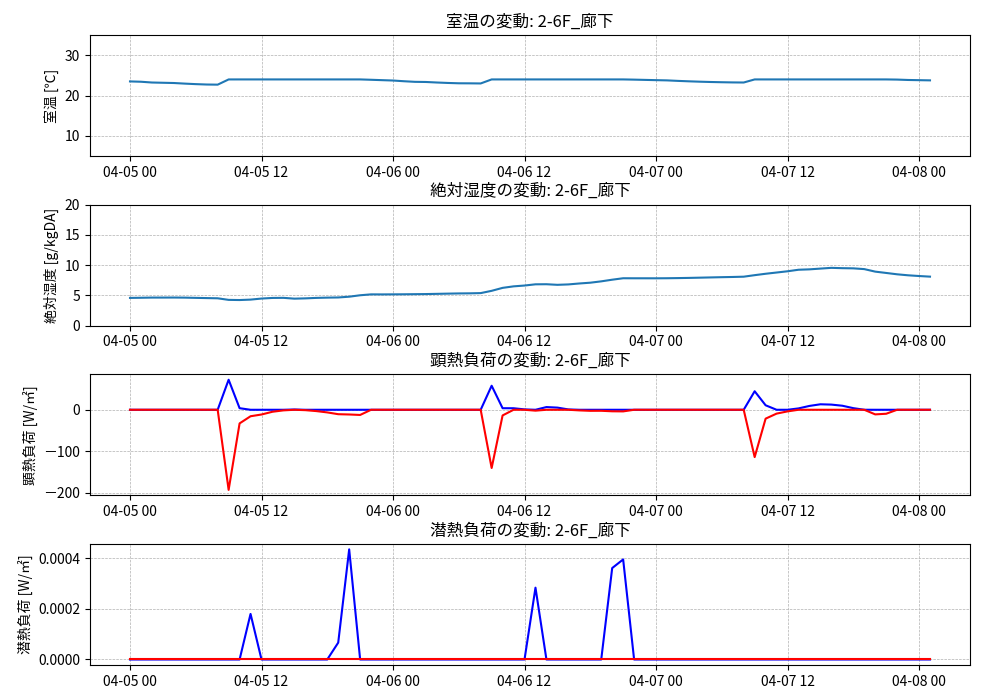 室温の変動: 2-6F_廊下
30
20
10
室温 [℃]
04-05 00 04-05 12 04-06 00 04-06 12 04-07 00 04-07 12 04-08 00
絶対湿度の変動: 2-6F_廊下
20
15
10
5
0
絶対湿度 [g/kgDA]
04-05 00 04-05 12 04-06 00 04-06 12 04-07 00 04-07 12 04-08 00
顕熱負荷の変動: 2-6F_廊下
0
−100
−200
顕熱負荷 [W/㎡]
04-05 00 04-05 12 04-06 00 04-06 12 04-07 00 04-07 12 04-08 00
潜熱負荷の変動: 2-6F_廊下
0.0004
0.0002
0.0000
潜熱負荷 [W/㎡]
04-05 00 04-05 12 04-06 00 04-06 12 04-07 00 04-07 12 04-08 00